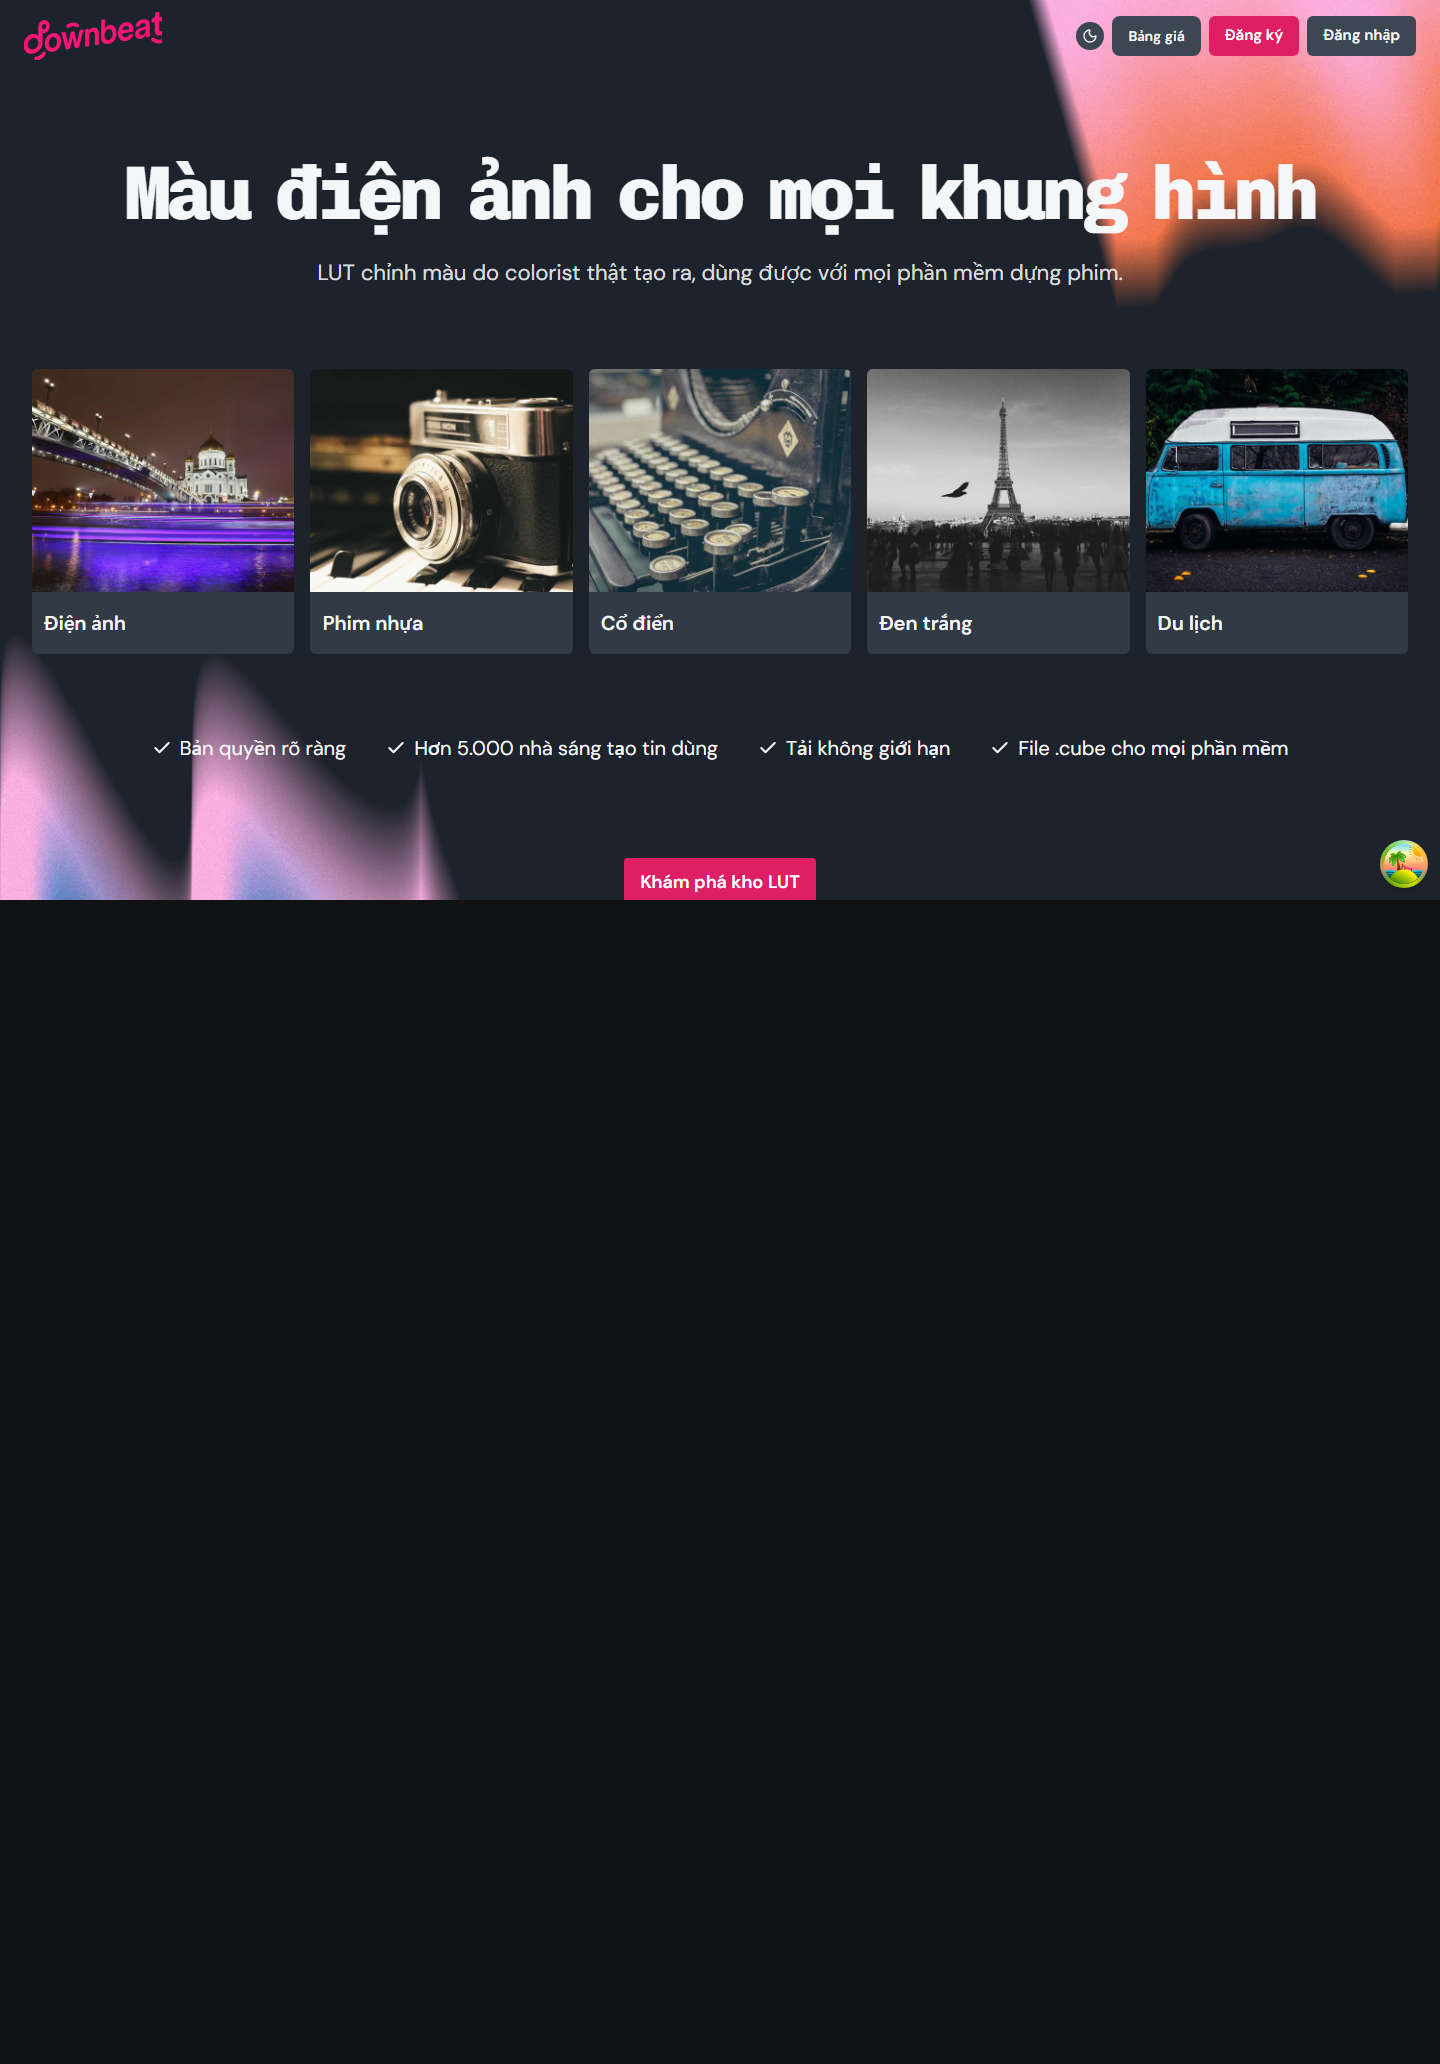 downbeat
Bảng giá
Đăng ký
Đăng nhập
Màu điện ảnh cho mọi khung hình
LUT chỉnh màu do colorist thật tạo ra, dùng được với mọi phần mềm dựng phim.
Điện ảnh
Phim nhựa
Cổ điển
Đen trắng
Du lịch
Bản quyền rõ ràng
Hơn 5.000 nhà sáng tạo tin dùng
Tải không giới hạn
File .cube cho mọi phần mềm
Khám phá kho LUT